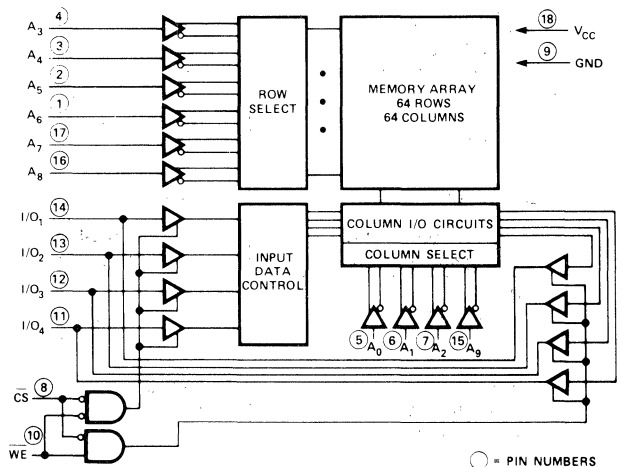 4
A3
3
A4
2
A5
1
A6
17
A7
16
A8
ROW
SELECT
MEMORY ARRAY
64 ROWS
64 COLUMNS
18
VCC
9
GND
14
I/O1
13
I/O2
12
I/O3
11
I/O4
INPUT
DATA
CONTROL
COLUMN I/O CIRCUITS
COLUMN SELECT
5 A0
6 A1
7 A2
15 A9
8
CS
10
WE
= PIN NUMBERS